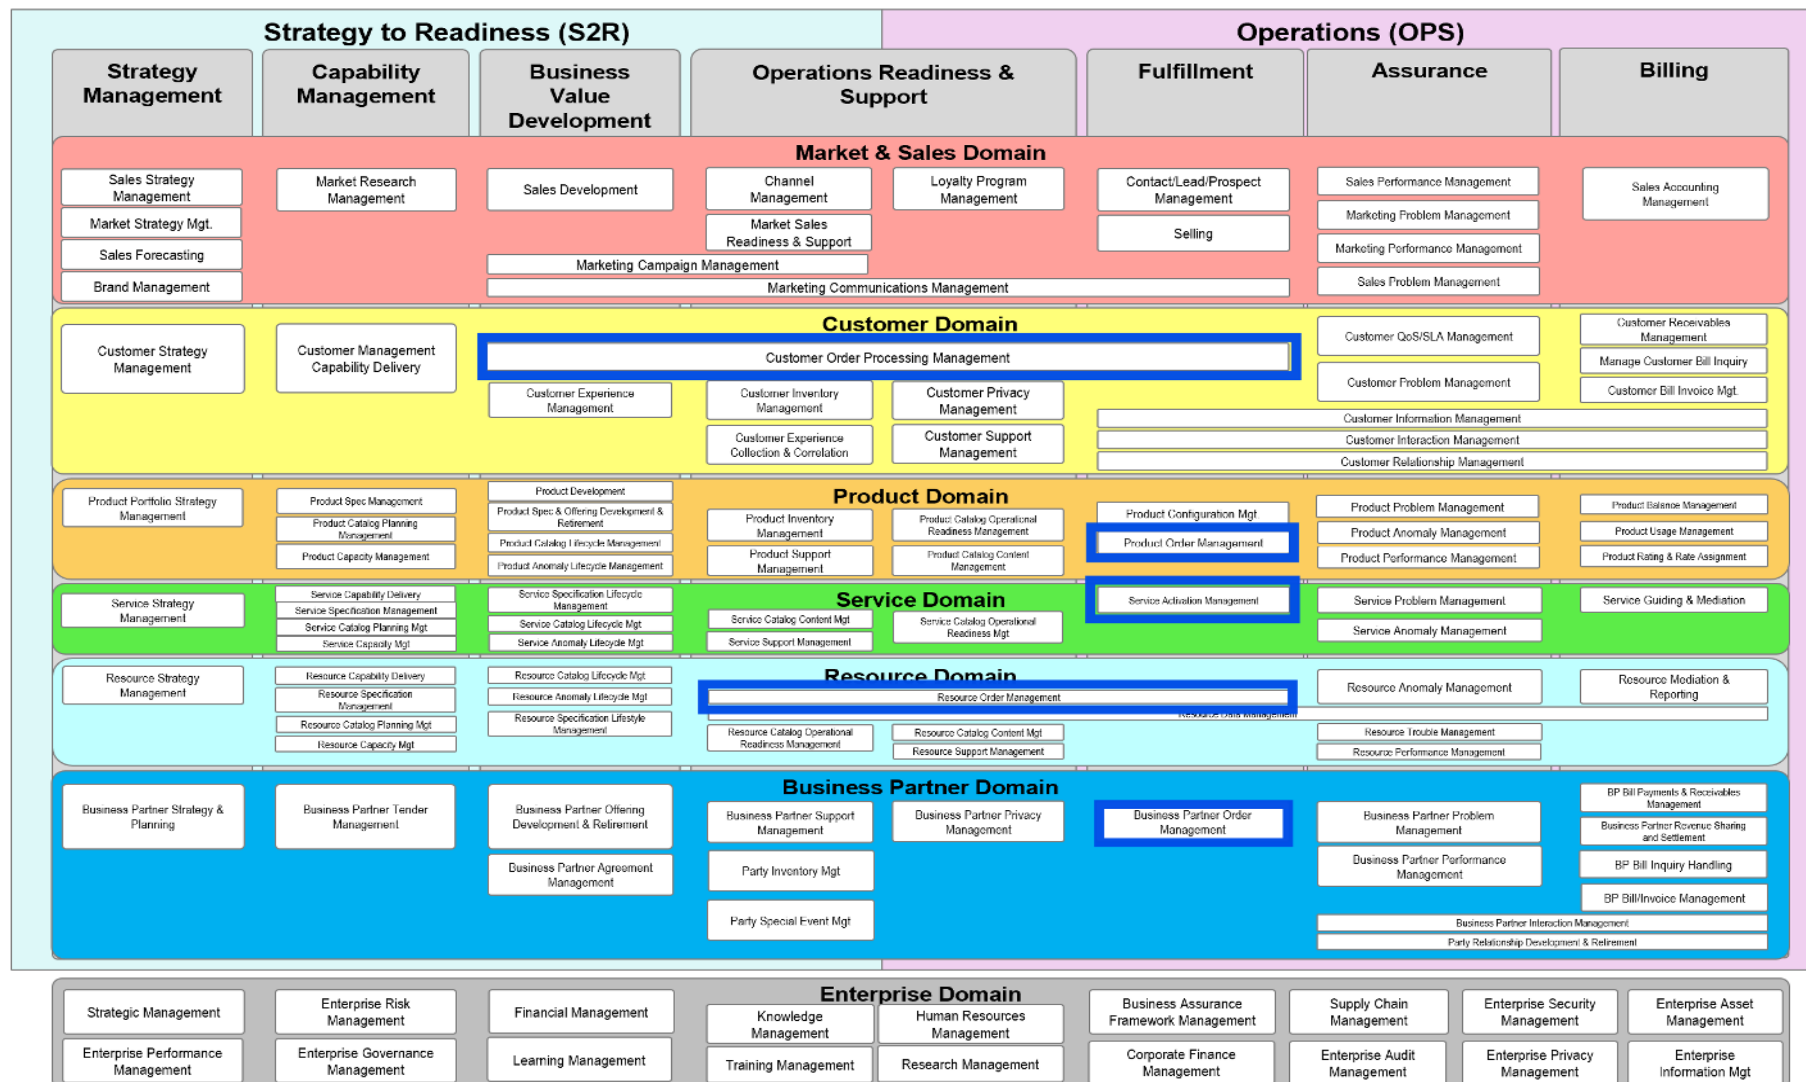 Strategy to Readiness (S2R)
Operations (OPS)
Strategy
Management
Capability
Management
Business
Value
Development
Operations Readiness &
Support
Fulfillment
Assurance
Billing
Market & Sales Domain
Sales Strategy
Management
Market Strategy Mgt.
Sales Forecasting
Brand Management
Market Research
Management
Sales Development
Channel
Management
Loyalty Program
Management
Market Sales
Readiness & Support
Marketing Campaign Management
Marketing Communications Management
Contact/Lead/Prospect
Management
Selling
Sales Performance Management
Marketing Problem Management
Marketing Performance Management
Sales Problem Management
Sales Accounting
Management
Customer Domain
Customer Strategy
Management
Customer Management
Capability Delivery
Customer Order Processing Management
Customer Experience
Management
Customer Inventory
Management
Customer Privacy
Management
Customer Experience
Collection & Correlation
Customer Support
Management
Customer QoS/SLA Management
Customer Problem Management
Customer Receivables
Management
Manage Customer Bill Inquiry
Customer Bill Invoice Mgt.
Customer Information Management
Customer Interaction Management
Customer Relationship Management
Product Domain
Product Portfolio Strategy
Management
Product Spec Management
Product Catalog Planning
Management
Product Capacity Management
Product Development
Product Spec & Offering Development &
Retirement
Product Catalog Lifecycle Management
Product Anomaly Lifecycle Management
Product Inventory
Management
Product Catalog Operational
Readiness Management
Product Support
Management
Product Catalog Content
Management
Product Configuration Mgt
Product Order Management
Product Problem Management
Product Anomaly Management
Product Performance Management
Product Balance Management
Product Usage Management
Product Rating & Rate Assignment
Service Domain
Service Strategy
Management
Service Capability Delivery
Service Specification Management
Service Catalog Planning Mgt
Service Capacity Mgt
Service Specification Lifecycle
Management
Service Catalog Lifecycle Mgt
Service Anomaly Lifecycle Mgt
Service Catalog Content Mgt
Service Support Management
Service Catalog Operational
Readiness Mgt
Service Activation Management
Service Problem Management
Service Anomaly Management
Service Guiding & Mediation
Resource Domain
Resource Strategy
Management
Resource Capability Delivery
Resource Specification
Management
Resource Catalog Planning Mgt
Resource Capacity Mgt
Resource Catalog Lifecycle Mgt
Resource Anomaly Lifecycle Mgt
Resource Specification Lifestyle
Management
Resource Order Management
Resource Data Management
Resource Catalog Operational
Readiness Management
Resource Catalog Content Mgt
Resource Support Management
Resource Anomaly Management
Resource Trouble Management
Resource Performance Management
Resource Mediation &
Reporting
Business Partner Domain
Business Partner Strategy &
Planning
Business Partner Tender
Management
Business Partner Offering
Development & Retirement
Business Partner Agreement
Management
Business Partner Support
Management
Business Partner Privacy
Management
Party Inventory Mgt
Party Special Event Mgt
Business Partner Order
Management
Business Partner Problem
Management
Business Partner Performance
Management
BP Bill Payments & Receivables
Management
Business Partner Revenue Sharing
and Settlement
BP Bill Inquiry Handling
BP Bill/Invoice Management
Business Partner Interaction Management
Party Relationship Development & Retirement
Enterprise Domain
Strategic Management
Enterprise Risk
Management
Financial Management
Knowledge
Management
Human Resources
Management
Business Assurance
Framework Management
Supply Chain
Management
Enterprise Security
Management
Enterprise Asset
Management
Enterprise Performance
Management
Enterprise Governance
Management
Learning Management
Training Management
Research Management
Corporate Finance
Management
Enterprise Audit
Management
Enterprise Privacy
Management
Enterprise
Information Mgt